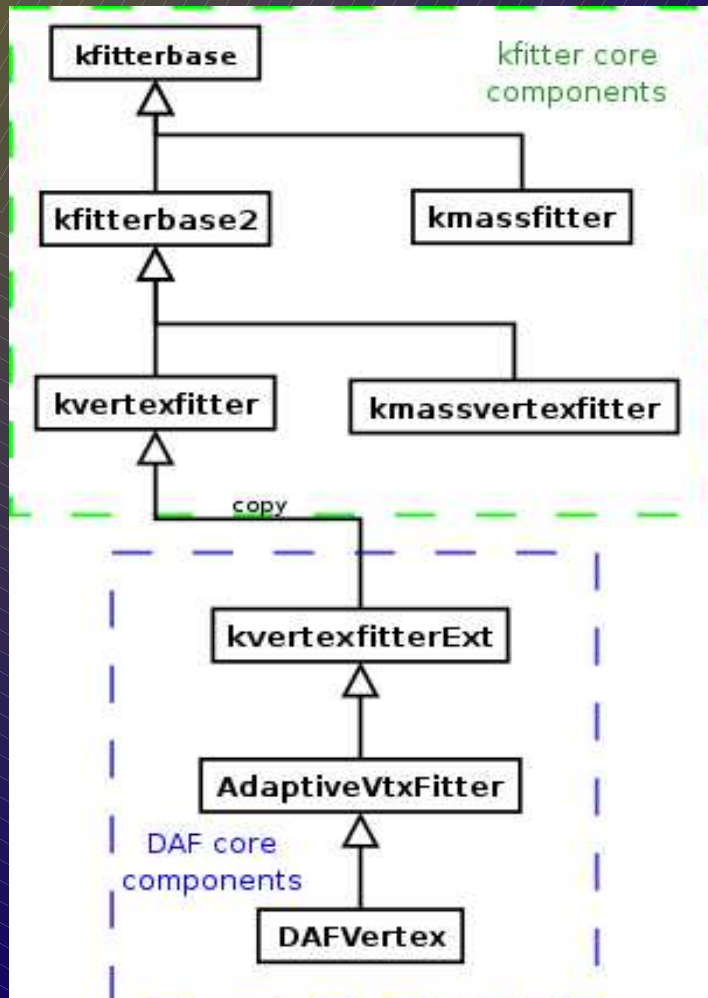 kfitterbase
kfitter core
components
kfitterbase2
kmassfitter
kvertexfitter
kmassvertexfitter
copy
kvertexfitterExt
AdaptiveVtxFitter
DAF core
components
DAFVertex